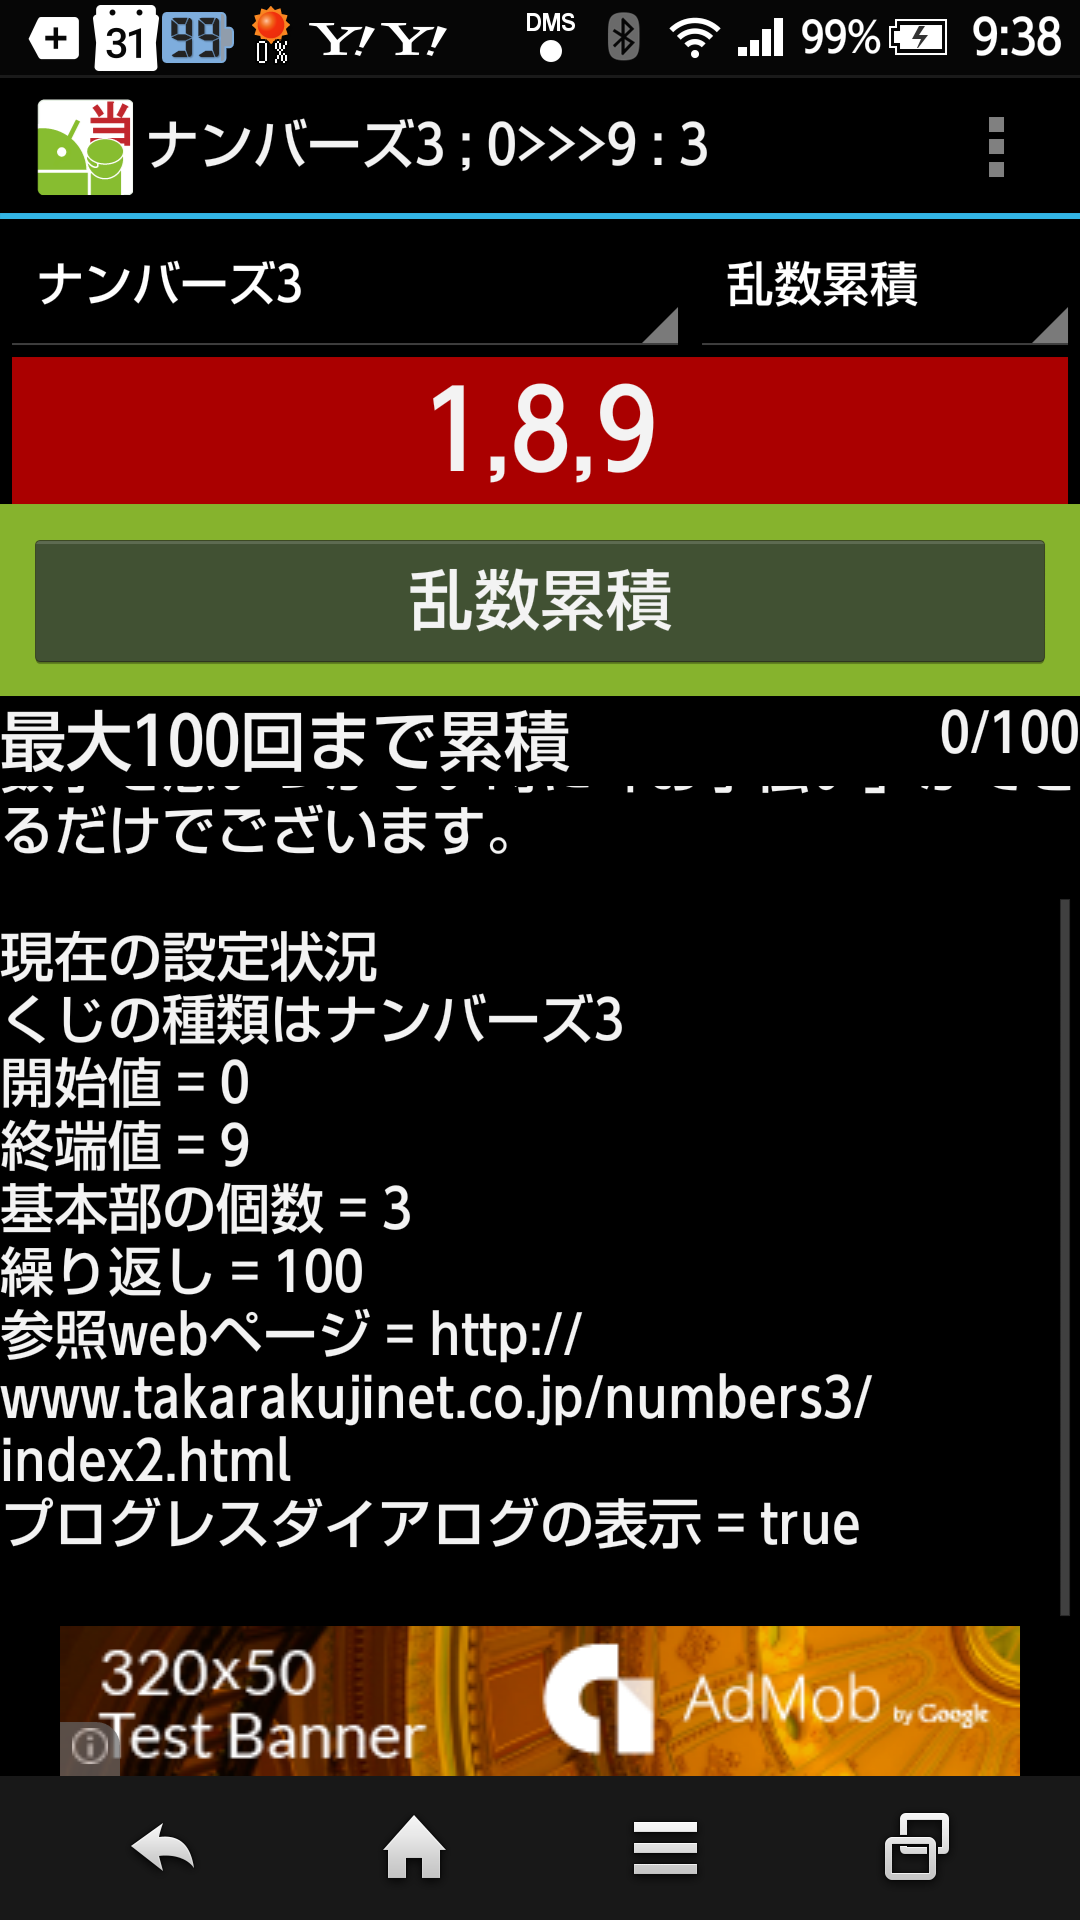 31
99
0%
Y! Y!
DMS
99%
9:38
当
ナンバーズ3 ; 0>>>9 : 3
ナンバーズ3
乱数累積
1,8,9
乱数累積
最大100回まで累積
0/100
るだけでございます。
現在の設定状況
くじの種類はナンバーズ3
開始値 = 0
終端値 = 9
基本部の個数 = 3
繰り返し = 100
参照webページ = http://
www.takarakujinet.co.jp/numbers3/
index2.html
プログレスダイアログの表示 = true
320x50
Test Banner
AdMob by Google